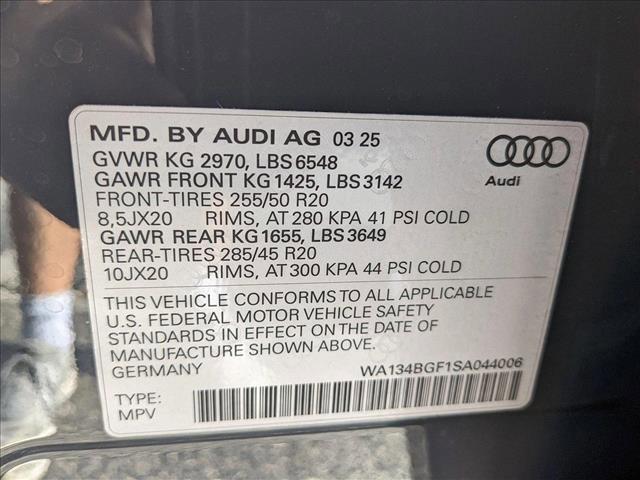 MFD. BY AUDI AG 03 25
GVWR KG 2970, LBS 6548
GAWR FRONT KG 1425, LBS 3142
FRONT-TIRES 255/50 R20
8,5JX20 RIMS, AT 280 KPA 41 PSI COLD
GAWR REAR KG 1655, LBS 3649
REAR-TIRES 285/45 R20
10JX20 RIMS, AT 300 KPA 44 PSI COLD
Audi
THIS VEHICLE CONFORMS TO ALL APPLICABLE
U.S. FEDERAL MOTOR VEHICLE SAFETY
STANDARDS IN EFFECT ON THE DATE OF
MANUFACTURE SHOWN ABOVE.
GERMANY WA134BGF1SA044006
TYPE:
MPV